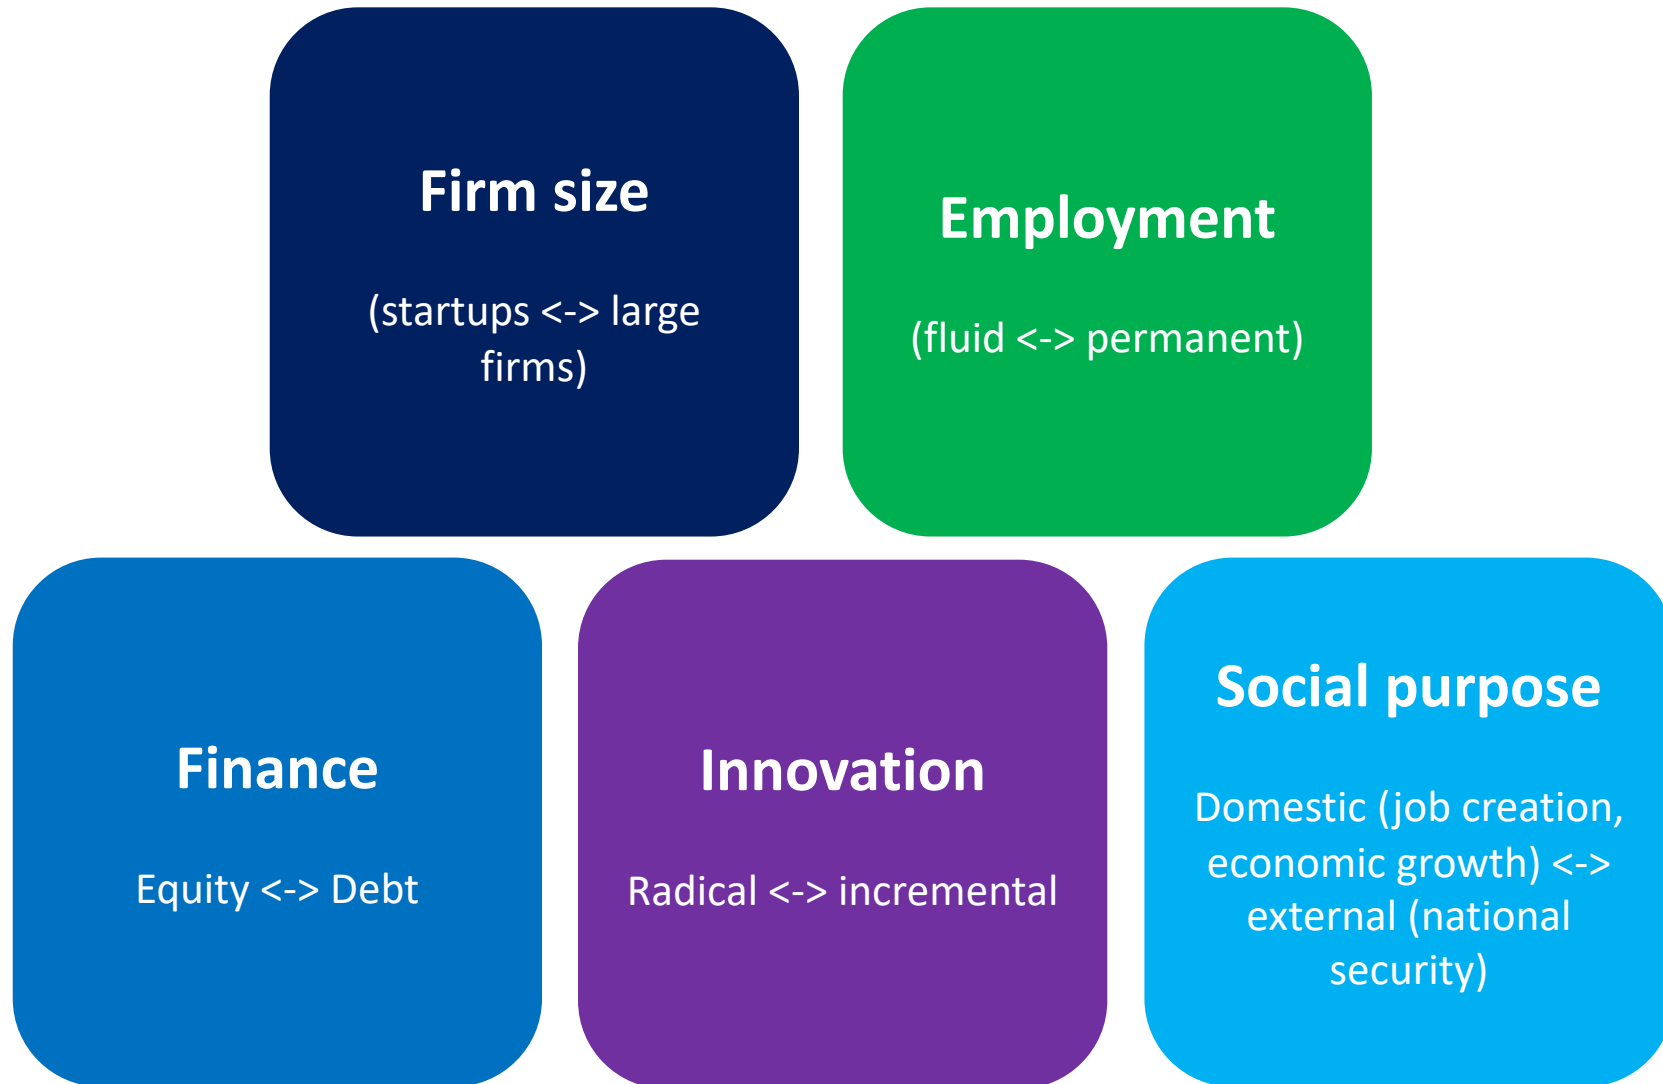 Firm size
(startups <-> large
firms)
Employment
(fluid <-> permanent)
Finance
Equity <-> Debt
Innovation
Radical <-> incremental
Social purpose
Domestic (job creation,
economic growth) <->
external (national
security)